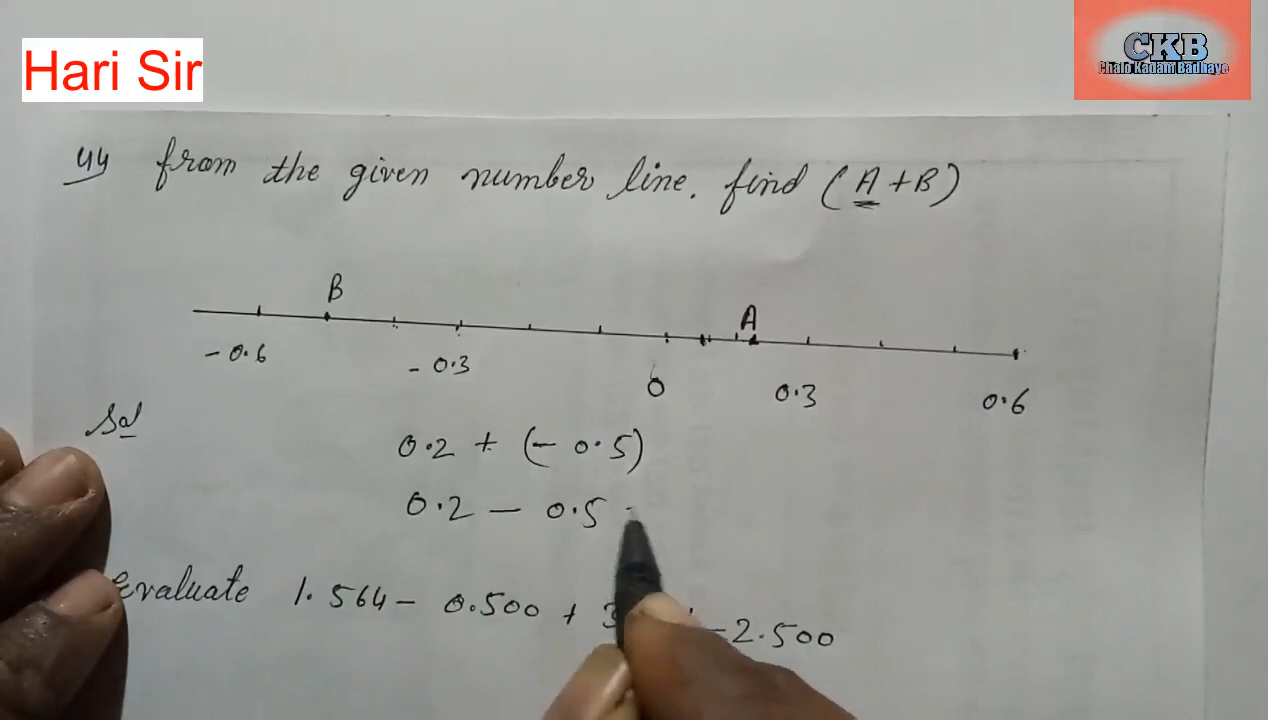 Hari Sir
CKB
Chalo Kadam Badhaye
44 from the given number line. find (A+B)
B
A
-0.6
-0.3
0
0.3
0.6
Sol
0.2 + (-0.5)
0.2 - 0.5
Evaluate 1.564 - 0.500 + 3 - 2.500